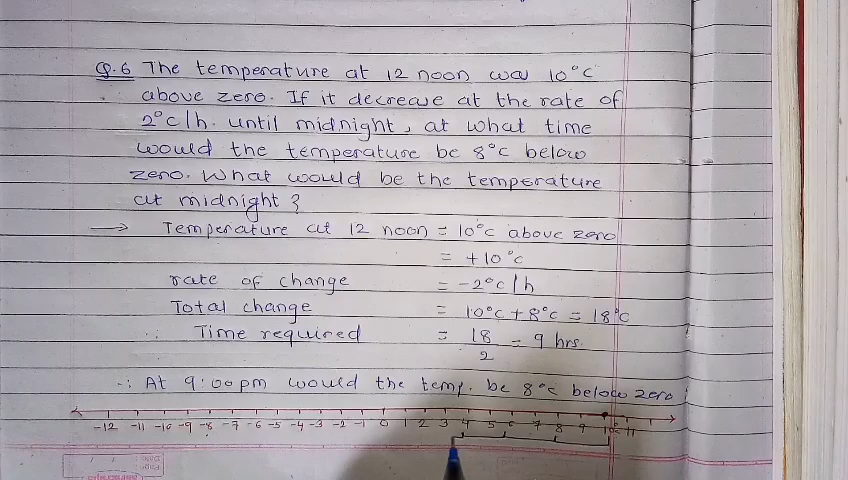 Q.6 The temperature at 12 noon was 10°C
above zero. If it decrease at the rate of
2°C/h. until midnight, at what time
would the temperature be 8°C below
zero. What would be the temperature
at midnight?
→ Temperature at 12 noon = 10°C above zero
= +10°C
rate of change = -2°C/h
Total change = 10°C + 8°C = 18°C
∴ Time required = 18/2 = 9 hrs.
∴ At 9:00pm would the temp. be 8°C below zero
-12 -11 -10 -9 -8 -7 -6 -5 -4 -3 -2 -1 0 1 2 3 4 5 6 7 8 9 10 11